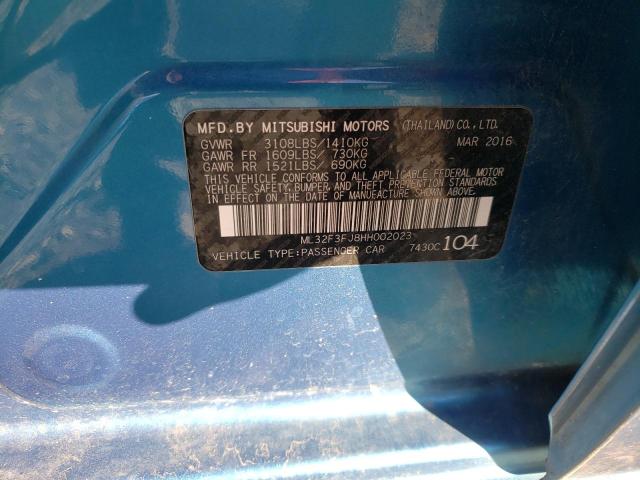 MFD.BY MITSUBISHI MOTORS (THAILAND)CO.,LTD.
GVWR 3108LBS/1410KG MAR 2016
GAWR FR 1609LBS/ 730KG
GAWR RR 1521LBS/ 690KG
THIS VEHICLE CONFORMS TO ALL APPLICABLE FEDERAL MOTOR
VEHICLE SAFETY,BUMPER,AND THEFT PREVENTION STANDARDS
IN EFFECT ON THE DATE OF MANUFACTURE SHOWN ABOVE.
ML32F3FJ8HH002023
VEHICLE TYPE:PASSENGER CAR 7430C 104